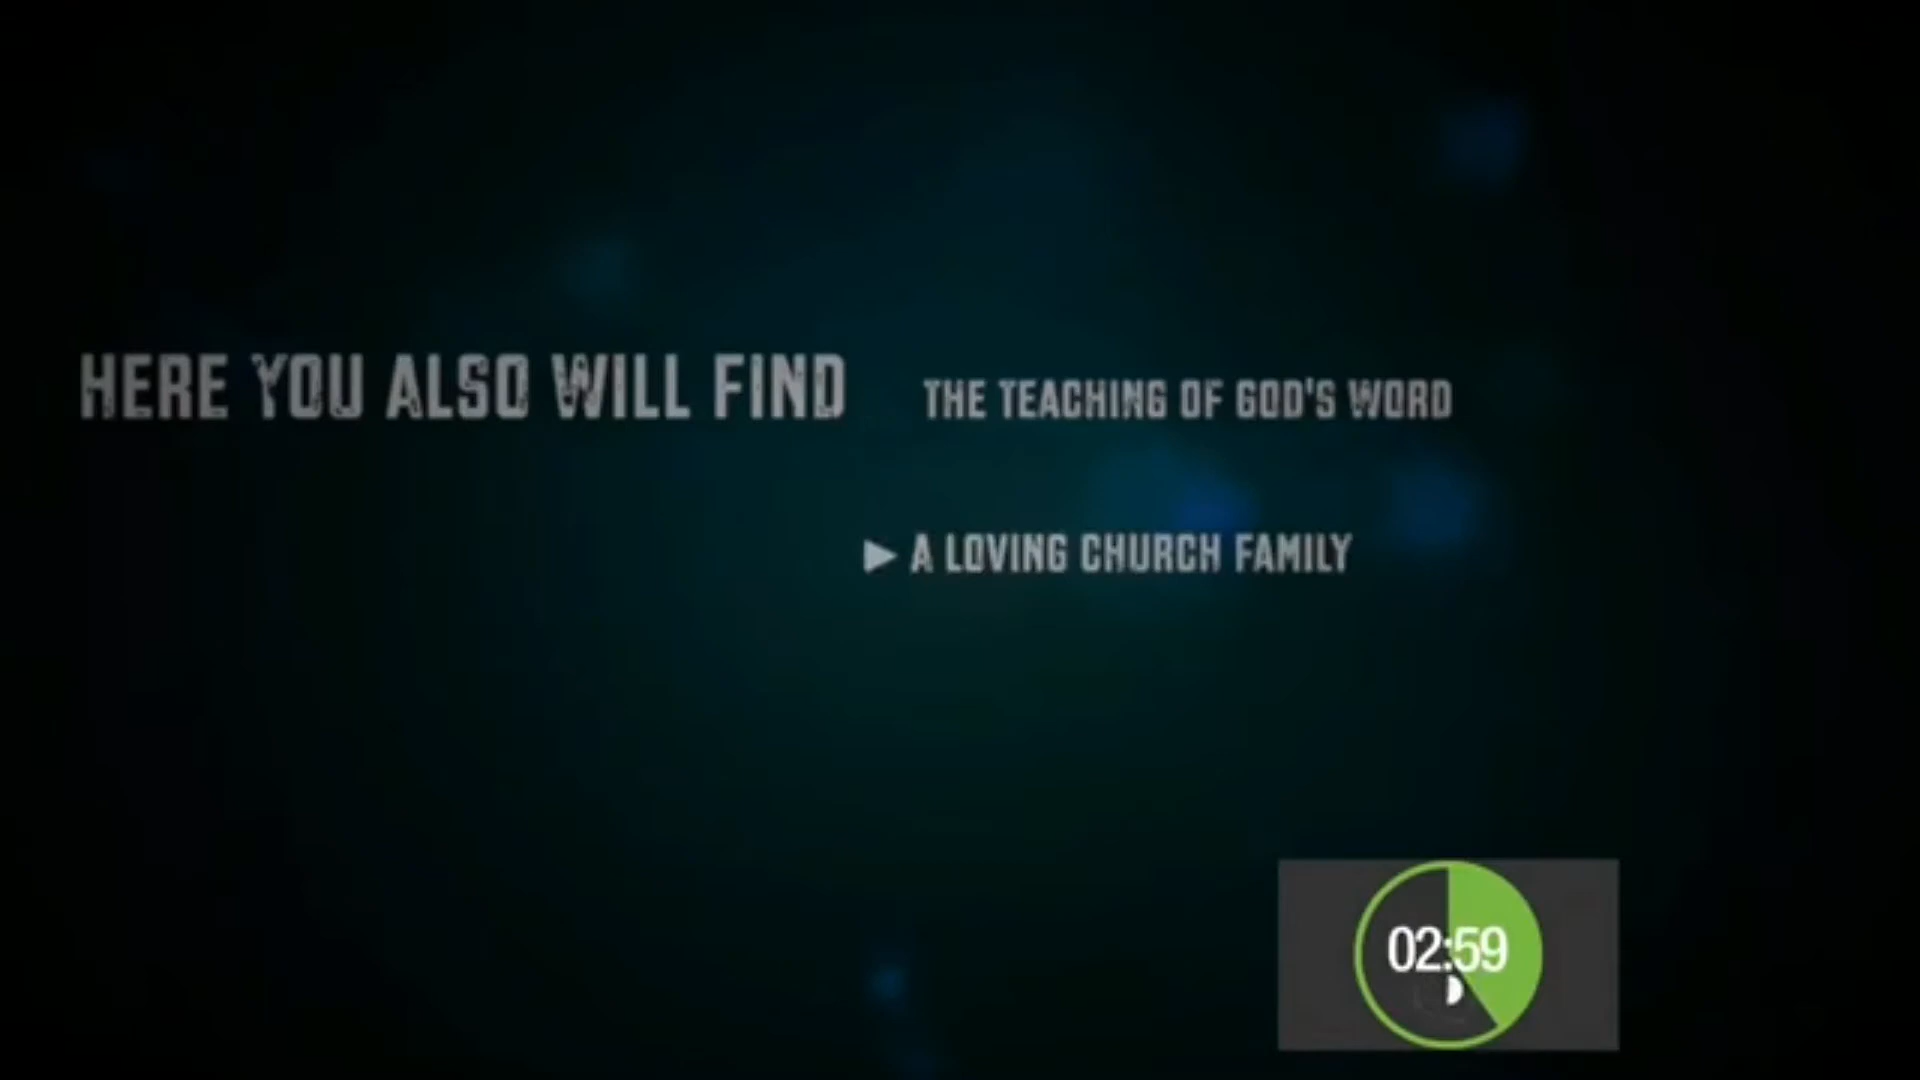 HERE YOU ALSO WILL FIND
THE TEACHING OF GOD'S WORD
▶ A LOVING CHURCH FAMILY
02:59